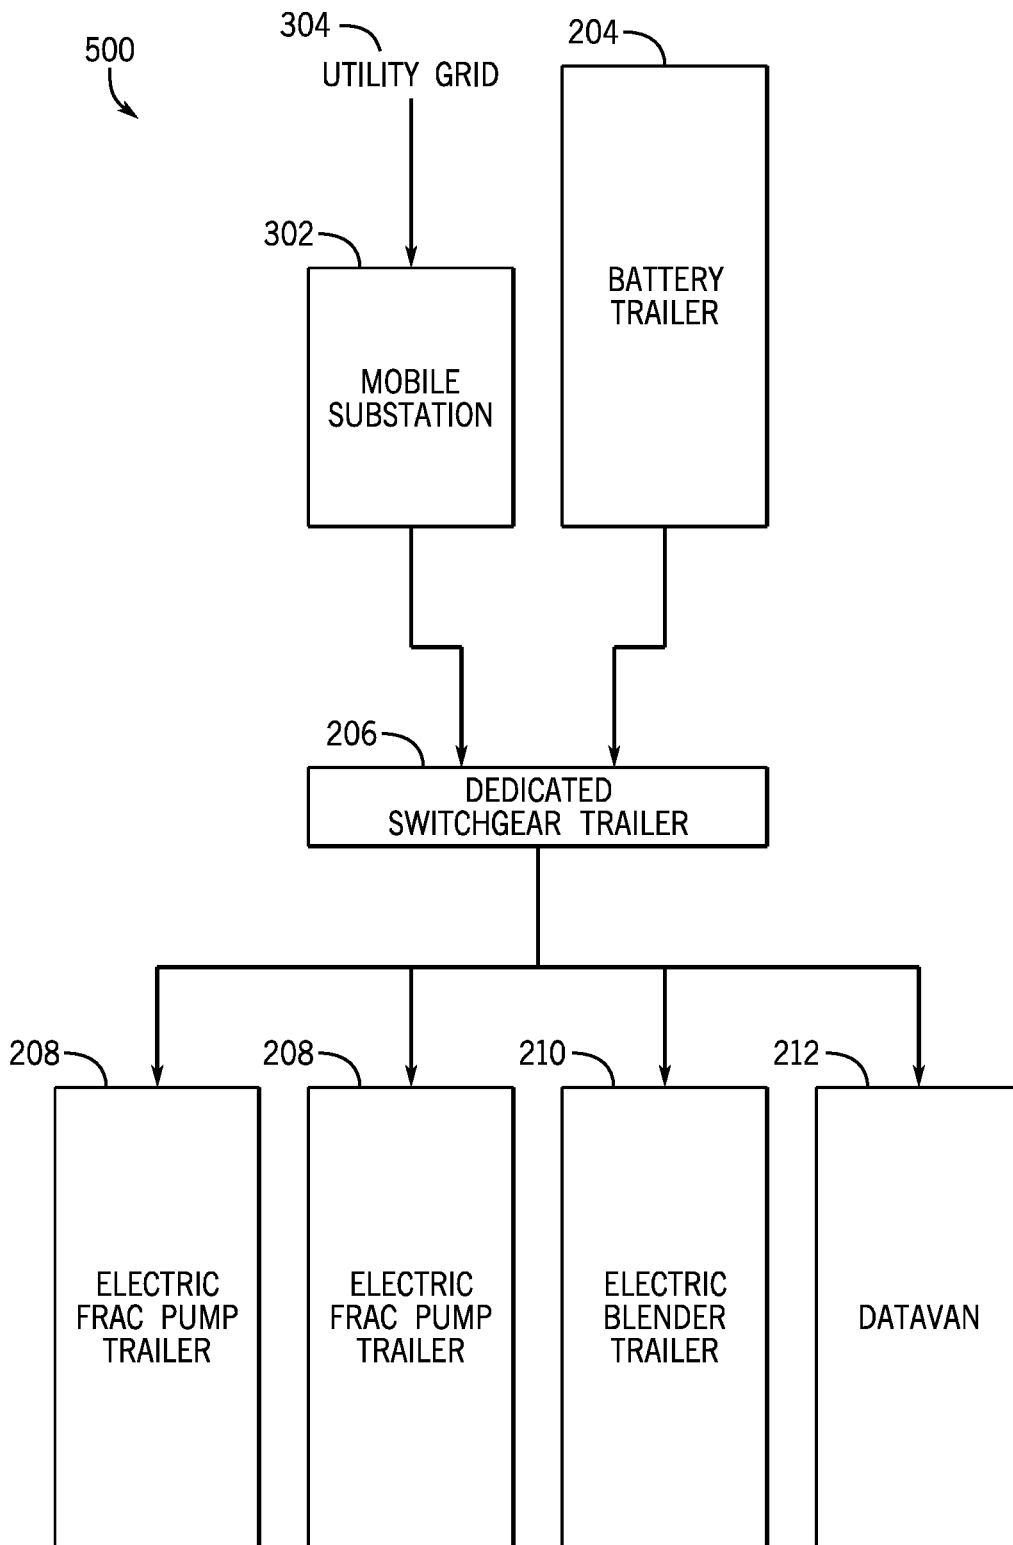 500
304
UTILITY GRID
204
302
MOBILE
SUBSTATION
BATTERY
TRAILER
206
DEDICATED
SWITCHGEAR TRAILER
208
208
210
212
ELECTRIC
FRAC PUMP
TRAILER
ELECTRIC
FRAC PUMP
TRAILER
ELECTRIC
BLENDER
TRAILER
DATAVAN